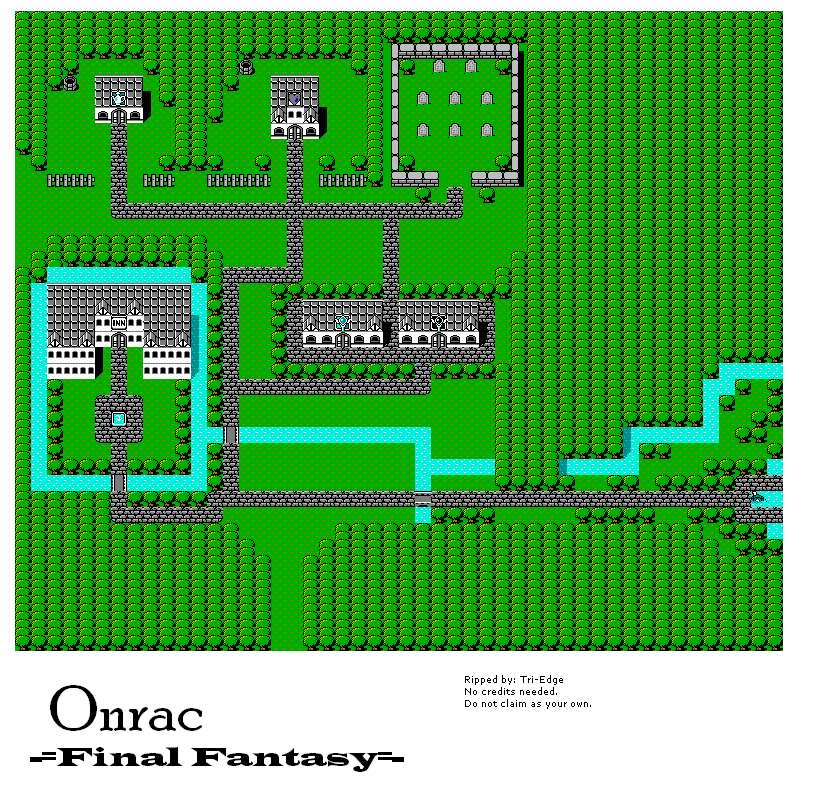 INN
Ripped by: Tri-Edge
No credits needed.
Do not claim as your own.
Onrac
-=Final Fantasy=-